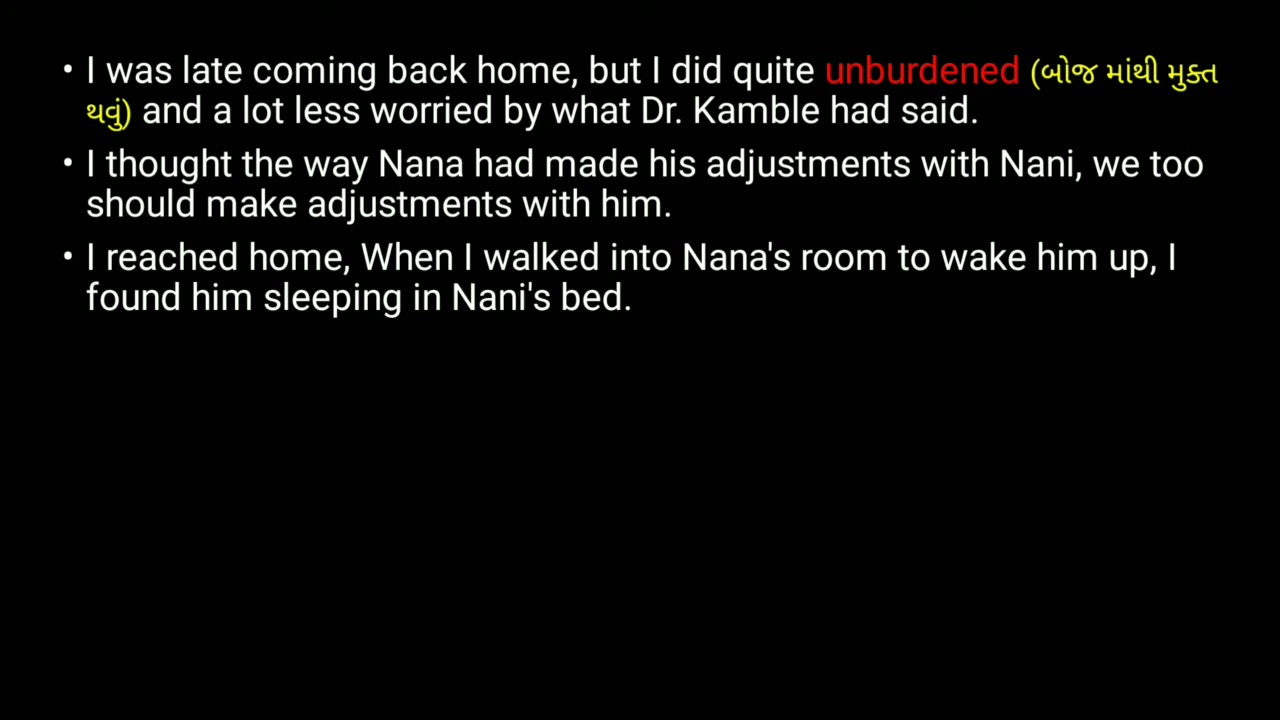 • I was late coming back home, but I did quite unburdened (બોજ માંથી મુક્ત
થવું) and a lot less worried by what Dr. Kamble had said.
• I thought the way Nana had made his adjustments with Nani, we too
should make adjustments with him.
• I reached home, When I walked into Nana's room to wake him up, I
found him sleeping in Nani's bed.